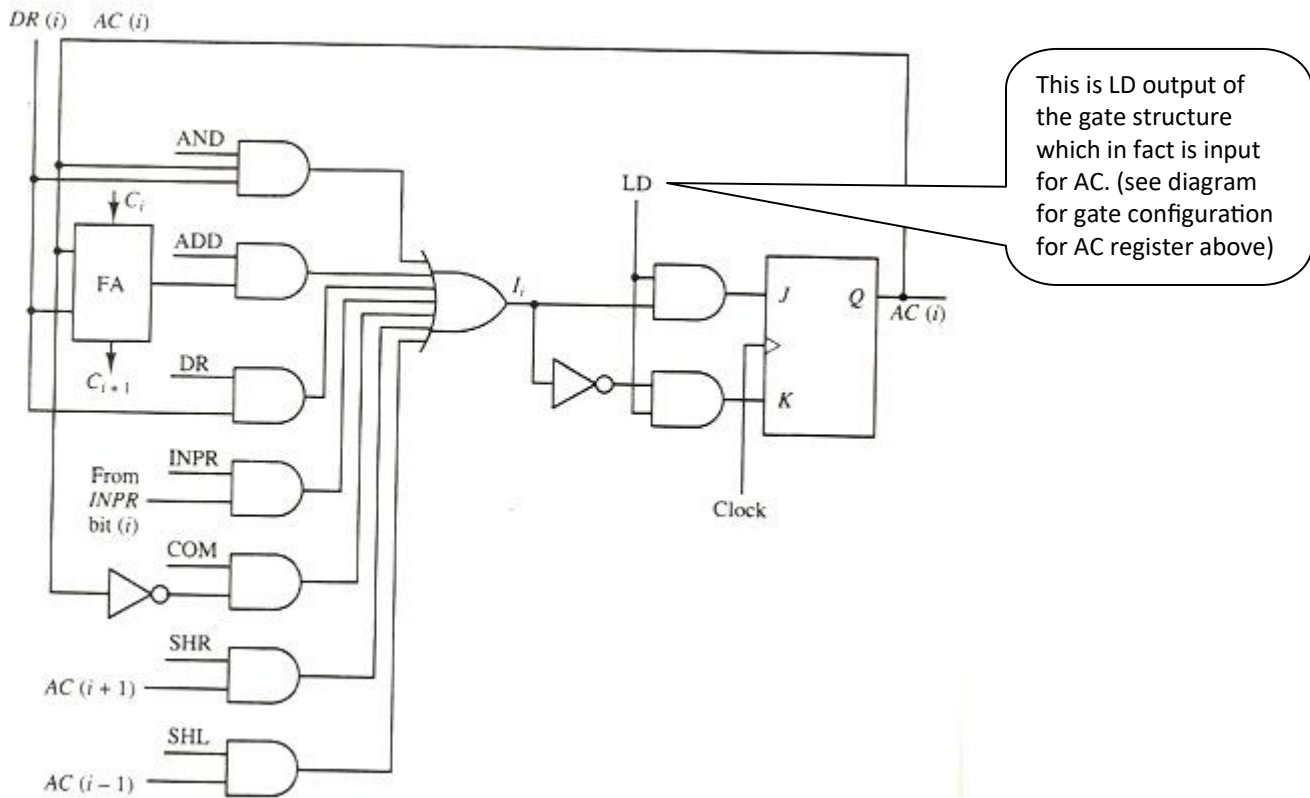 DR (i) AC (i)
AND
C_i
ADD
FA
C_{i+1}
DR
INPR
From
INPR
bit (i)
COM
SHR
AC (i + 1)
SHL
AC (i − 1)
I_i
LD
J Q
K
AC (i)
Clock
This is LD output of
the gate structure
which in fact is input
for AC. (see diagram
for gate configuration
for AC register above)